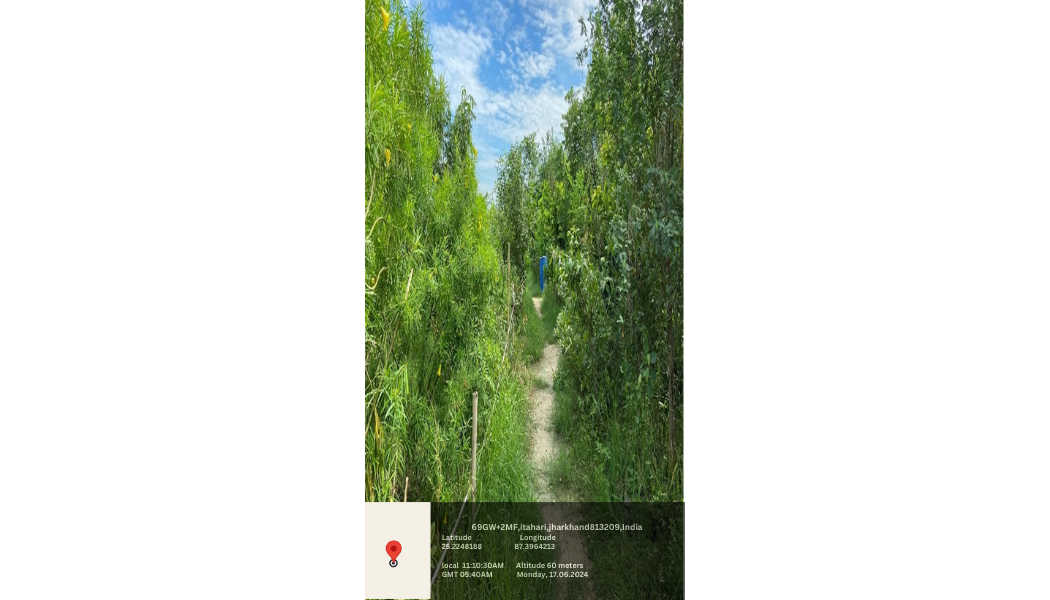 69GW+2MF,itahari,jharkhand813209,India
Latitude Longitude
25.2248188 87.3964213
local 11:10:30AM Altitude 60 meters
GMT 05:40AM Monday, 17.06.2024